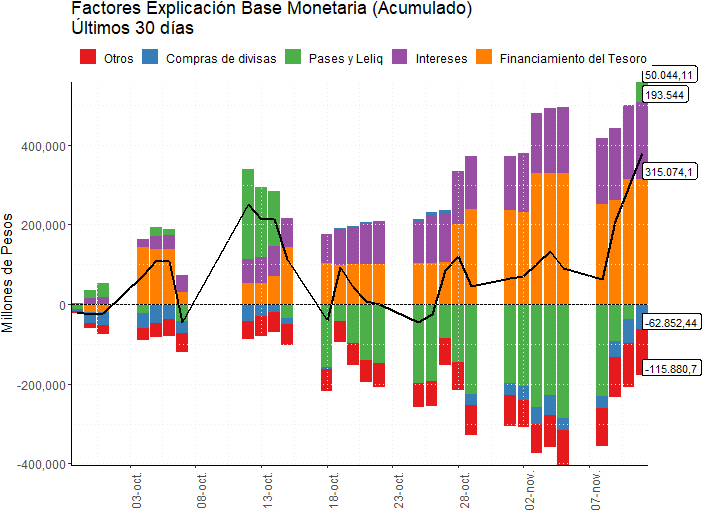 Factores Explicación Base Monetaria (Acumulado)
Últimos 30 días
Otros
Compras de divisas
Pases y Leliq
Intereses
Financiamiento del Tesoro
Millones de Pesos
400,000
200,000
0
-200,000
-400,000
50.044,11
193.544
315.074,1
-62.852,44
-115.880,7
03-oct.
08-oct.
13-oct.
18-oct.
23-oct.
28-oct.
02-nov.
07-nov.